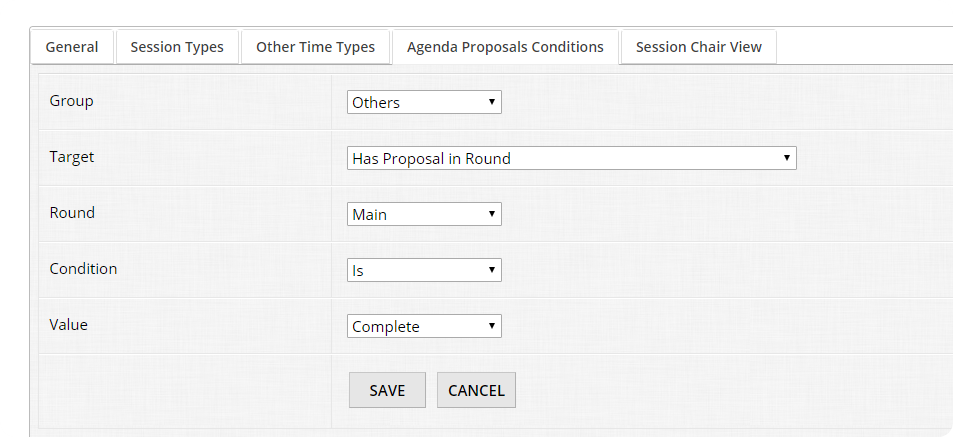 General Session Types Other Time Types Agenda Proposals Conditions Session Chair View
Group Others
Target Has Proposal in Round
Round Main
Condition Is
Value Complete
SAVE CANCEL